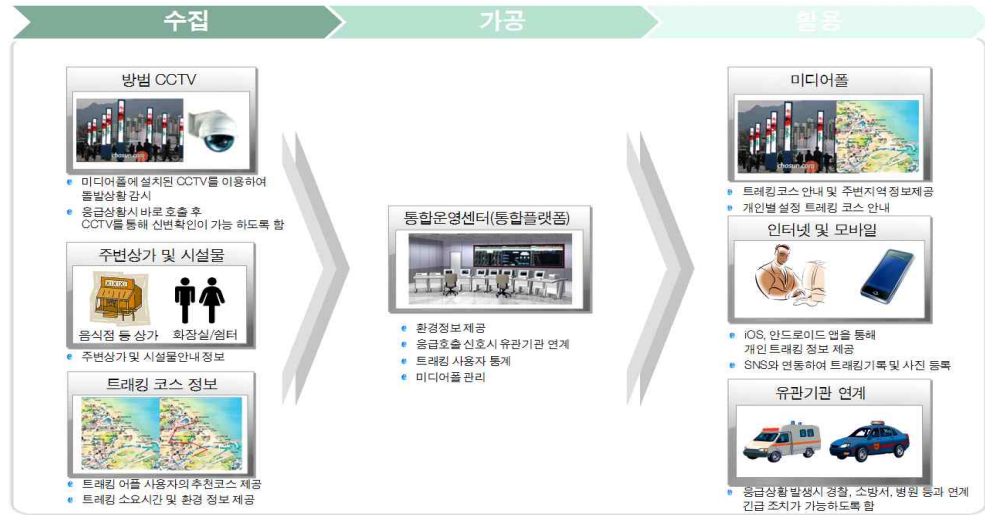 수집
가공
활용
방범 CCTV
chosun.com
미디어폴에 설치된 CCTV를 이용하여
돌발상황 감시
응급상황시 바로 호출 후
CCTV를 통해 신변확인이 가능 하도록 함
주변상가 및 시설물
음식점 등 상가
화장실/쉼터
주변상가 및 시설물안내 정보
트래킹 코스 정보
트래킹 어플 사용자의 추천코스 제공
트레킹 소요시간 및 환경 정보 제공
통합운영센터(통합플랫폼)
환경정보 제공
응급호출 신호시 유관기관 연계
트래킹 사용자 통계
미디어폴 관리
미디어폴
chosun.com
트레킹코스 안내 및 주변지역 정보제공
개인별 설정 트레킹 코스 안내
인터넷 및 모바일
iOS, 안드로이드 앱을 통해
개인 트래킹 정보 제공
SNS와 연동하여 트래킹기록 및 사진 등록
유관기관 연계
응급상황 발생시 경찰, 소방서, 병원 등과 연계
긴급 조치가 가능하도록 함